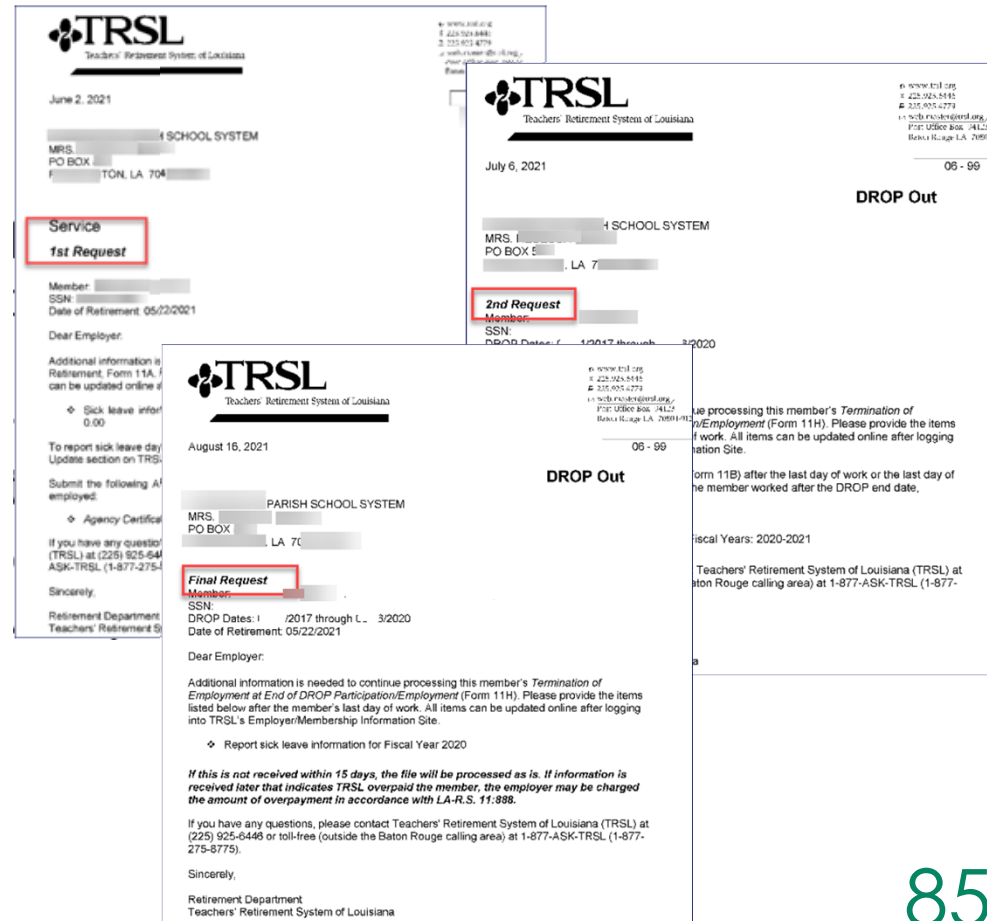 TRSL
Teachers' Retirement System of Louisiana
June 2, 2021
SCHOOL SYSTEM
MRS.
PO BOX
TON, LA 704
Service
1st Request
Member:
SSN:
Date of Retirement: 05/22/2021
Dear Employer:
Additional information is
Retirement, Form 11A.
can be updated online a
❖ Sick leave infor
0.00
To report sick leave day
Update section on TRS
Submit the following A
employed:
❖ Agency Certifica
If you have any questio
(TRSL) at (225) 925-64
ASK-TRSL (1-877-275-
Sincerely,
Retirement Department
Teachers' Retirement S
TRSL
Teachers' Retirement System of Louisiana
www.trsl.org
225.925.6446
225.925.4779
web.master@trsl.org
Post Office Box 94123
July 6, 2021
06 - 99
DROP Out
H SCHOOL SYSTEM
MRS.
PO BOX 5
, LA 7
2nd Request
Member:
SSN:
DROP Dates: 1/2017 through 3/2020
ue processing this member's Termination of
n/Employment (Form 11H). Please provide the items
f work. All items can be updated online after logging
mation Site.
orm 11B) after the last day of work or the last day of
he member worked after the DROP end date,
iscal Years: 2020-2021
Teachers' Retirement System of Louisiana (TRSL) at
aton Rouge calling area) at 1-877-ASK-TRSL (1-877-
a
TRSL
Teachers' Retirement System of Louisiana
www.trsl.org
225.925.6446
225.925.4779
web.master@trsl.org
Post Office Box 94123
August 16, 2021
06 - 99
DROP Out
PARISH SCHOOL SYSTEM
MRS.
PO BOX
, LA 70
Final Request
Member:
SSN:
DROP Dates: /2017 through 3/2020
Date of Retirement: 05/22/2021
Dear Employer:
Additional information is needed to continue processing this member's Termination of
Employment at End of DROP Participation/Employment (Form 11H). Please provide the items
listed below after the member's last day of work. All items can be updated online after logging
into TRSL's Employer/Membership Information Site.
❖ Report sick leave information for Fiscal Year 2020
If this is not received within 15 days, the file will be processed as is. If information is
received later that indicates TRSL overpaid the member, the employer may be charged
the amount of overpayment in accordance with LA-R.S. 11:888.
If you have any questions, please contact Teachers' Retirement System of Louisiana (TRSL) at
(225) 925-6446 or toll-free (outside the Baton Rouge calling area) at 1-877-ASK-TRSL (1-877-
275-8775).
Sincerely,
Retirement Department
Teachers' Retirement System of Louisiana
85